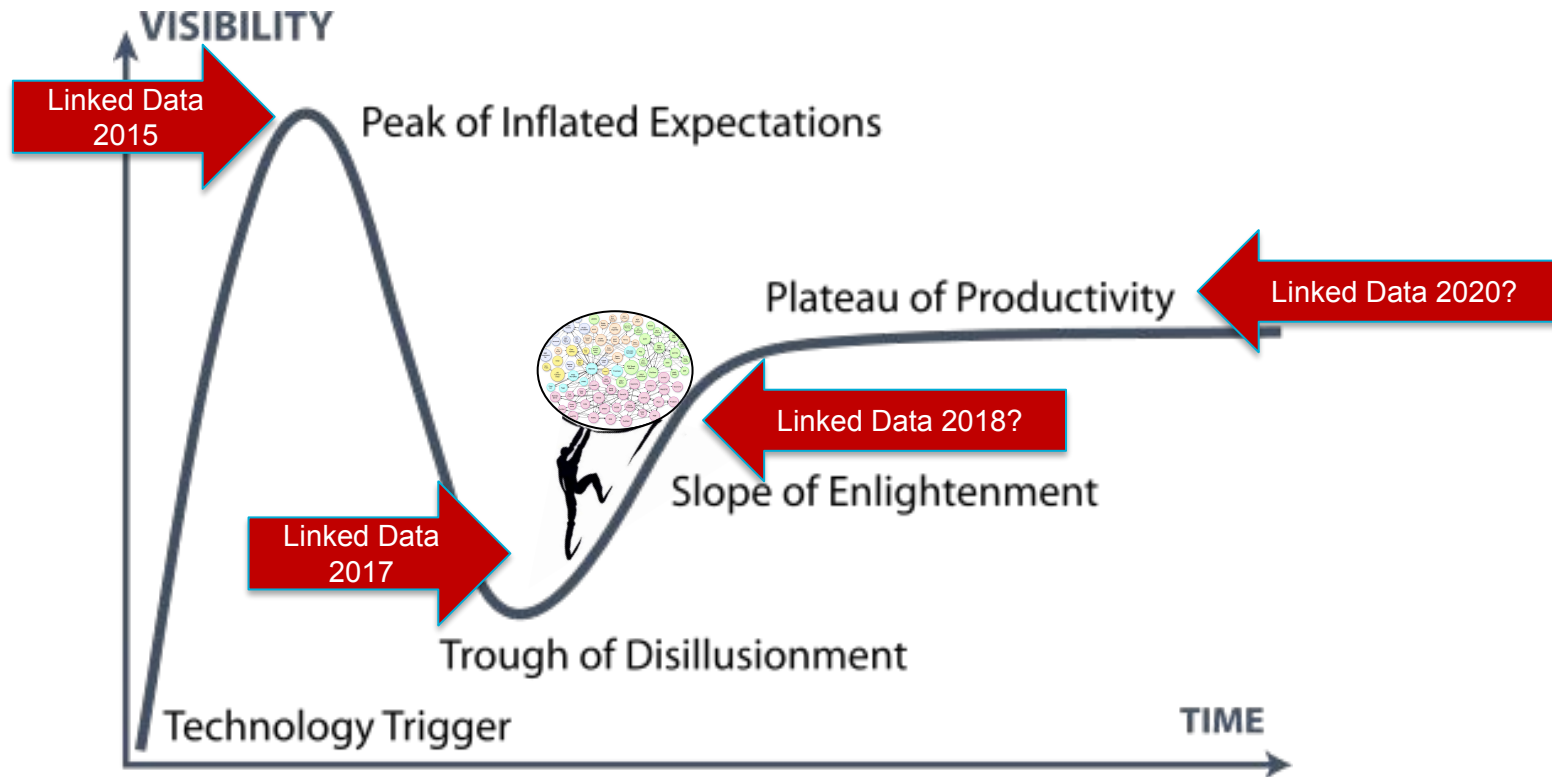 VISIBILITY
Linked Data
2015
Peak of Inflated Expectations
Plateau of Productivity
Linked Data 2020?
Linked Data 2018?
Slope of Enlightenment
Linked Data
2017
Trough of Disillusionment
Technology Trigger
TIME